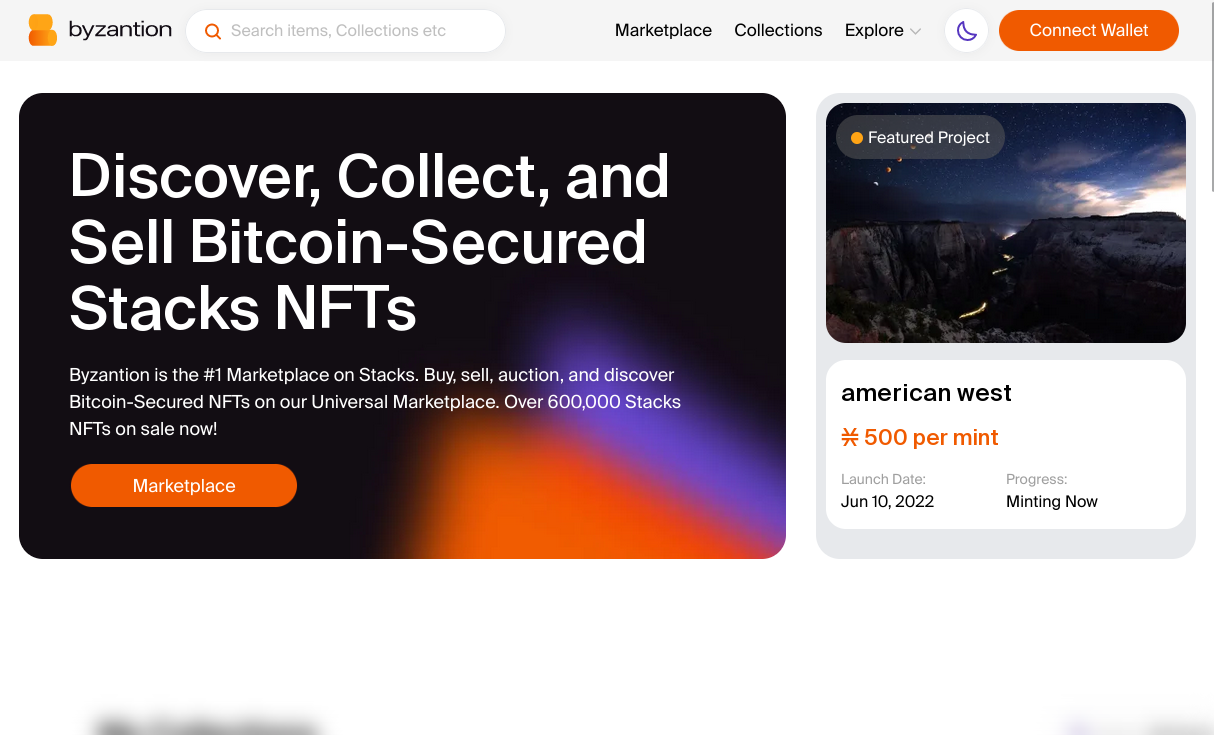 byzantion
Search items, Collections etc
Marketplace
Collections
Explore
Connect Wallet
Discover, Collect, and
Sell Bitcoin-Secured
Stacks NFTs
Byzantion is the #1 Marketplace on Stacks. Buy, sell, auction, and discover
Bitcoin-Secured NFTs on our Universal Marketplace. Over 600,000 Stacks
NFTs on sale now!
Marketplace
Featured Project
american west
500 per mint
Launch Date:
Jun 10, 2022
Progress:
Minting Now